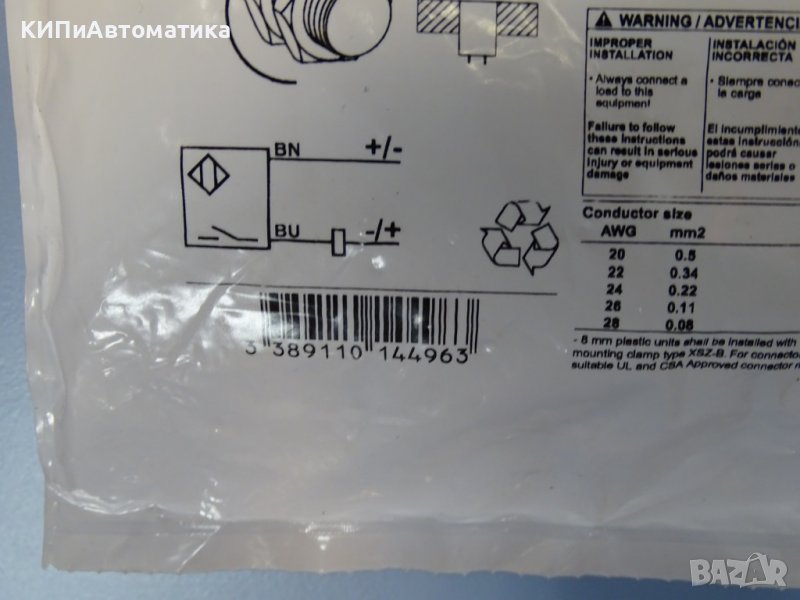 КИПиАвтоматика
WARNING / ADVERTENCI
IMPROPER INSTALLATION
INSTALACIÓN INCORRECTA
- Always connect a load to this equipment
- Siempre conec
la carga
Failure to follow these instructions can result in serious injury or equipment damage
El incumplimiento
estas instruccion
podrá causar
lesiones serias o
daños materiales
BN
+/-
BU
-/+
Conductor size
AWG mm2
20 0.5
22 0.34
24 0.22
26 0.11
28 0.08
- 8 mm plastic units shall be installed with
mounting clamp type XSZ-B. For connecto
suitable UL and CSA Approved connector m
3 389110 144963
BAZAR